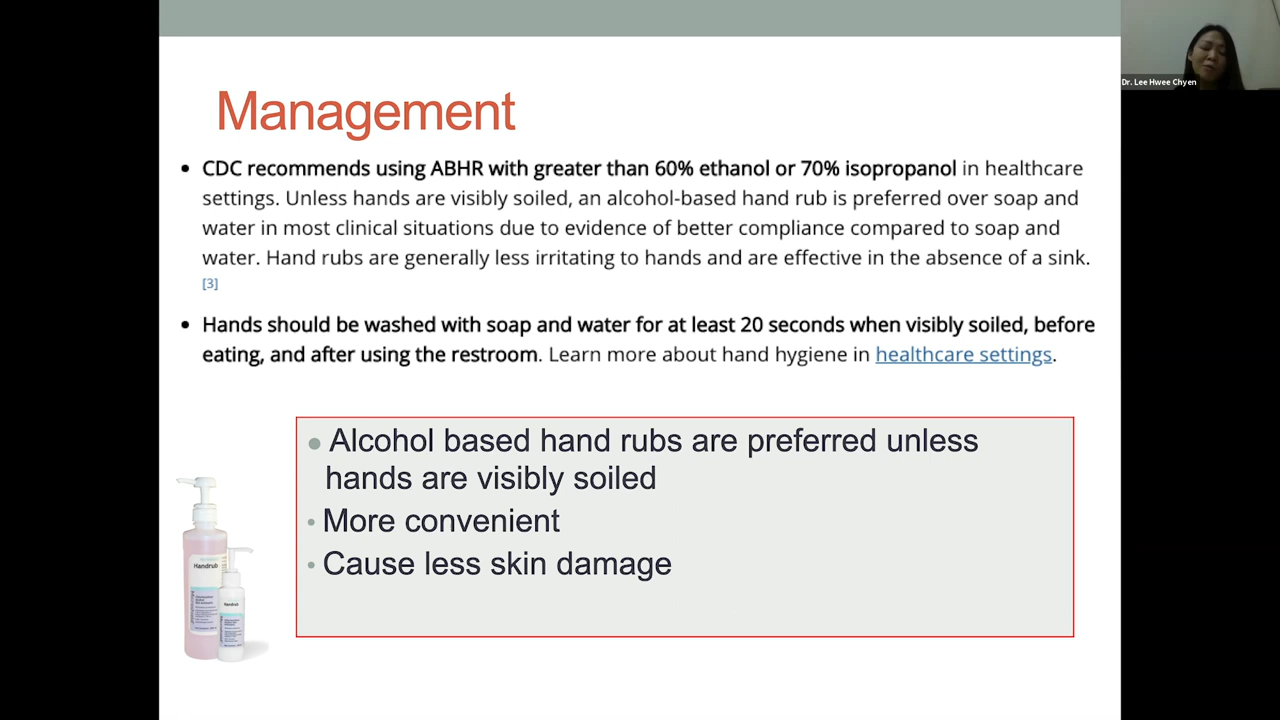 Dr. Lee Hwee Chyen
Management
• CDC recommends using ABHR with greater than 60% ethanol or 70% isopropanol in healthcare
settings. Unless hands are visibly soiled, an alcohol-based hand rub is preferred over soap and
water in most clinical situations due to evidence of better compliance compared to soap and
water. Hand rubs are generally less irritating to hands and are effective in the absence of a sink.
[3]
• Hands should be washed with soap and water for at least 20 seconds when visibly soiled, before
eating, and after using the restroom. Learn more about hand hygiene in healthcare settings.
• Alcohol based hand rubs are preferred unless
hands are visibly soiled
• More convenient
• Cause less skin damage
Handrub
Handrub